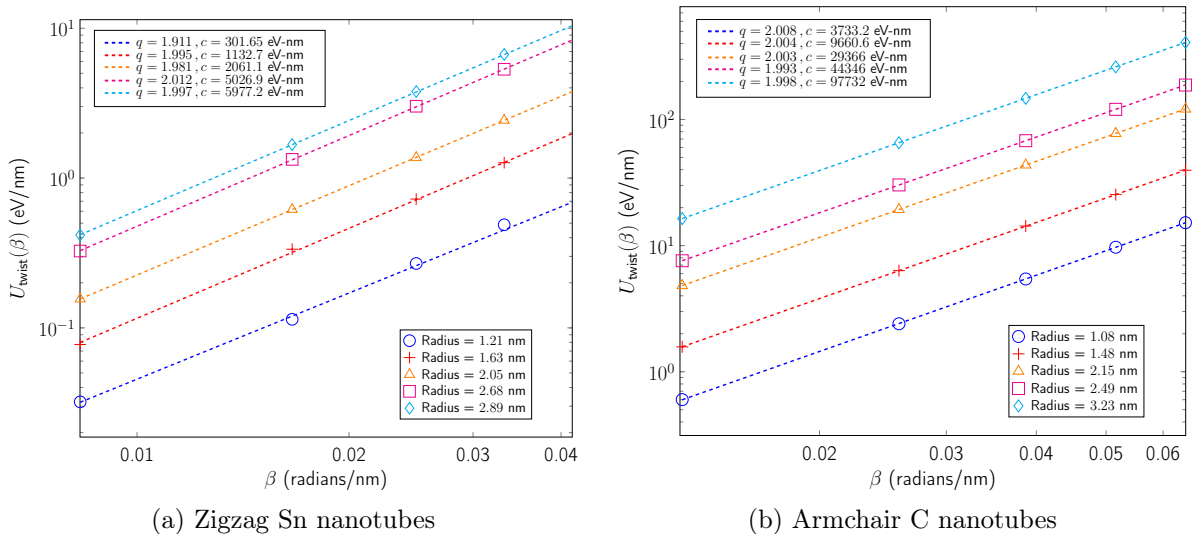 q = 1.911 , c = 301.65 eV-nm
q = 1.995 , c = 1132.7 eV-nm
q = 1.981 , c = 2061.1 eV-nm
q = 2.012 , c = 5026.9 eV-nm
q = 1.997 , c = 5977.2 eV-nm
10^1
10^0
10^-1
U_twist(β) (eV/nm)
Radius = 1.21 nm
Radius = 1.63 nm
Radius = 2.05 nm
Radius = 2.68 nm
Radius = 2.89 nm
0.01 0.02 0.03 0.04
β (radians/nm)
(a) Zigzag Sn nanotubes
q = 2.008 , c = 3733.2 eV-nm
q = 2.004 , c = 9660.6 eV-nm
q = 2.003 , c = 29366 eV-nm
q = 1.993 , c = 44346 eV-nm
q = 1.998 , c = 97732 eV-nm
10^2
10^1
10^0
U_twist(β) (eV/nm)
Radius = 1.08 nm
Radius = 1.48 nm
Radius = 2.15 nm
Radius = 2.49 nm
Radius = 3.23 nm
0.02 0.03 0.04 0.05 0.06
β (radians/nm)
(b) Armchair C nanotubes